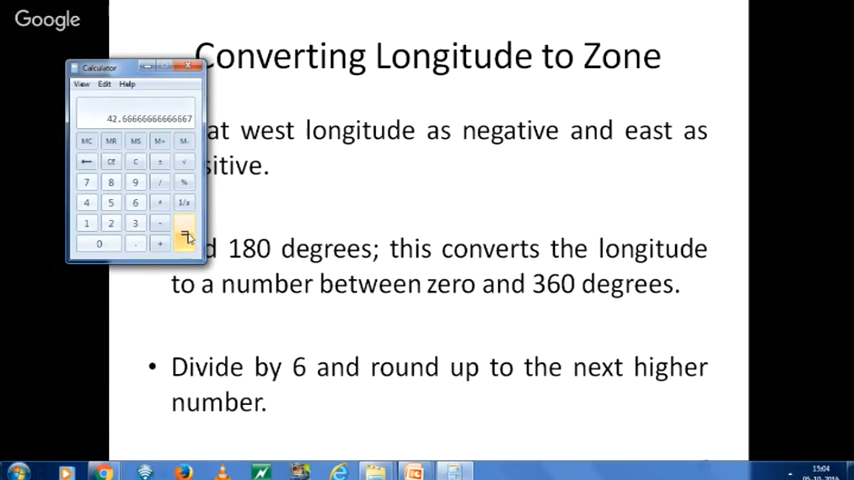 Google
Converting Longitude to Zone
Calculator
View Edit Help
42.66666666666667
MC MR MS M+ M-
← CE C ± √
7 8 9 / %
4 5 6 * 1/x
1 2 3 - =
0 . +
at west longitude as negative and east as
sitive.
d 180 degrees; this converts the longitude
to a number between zero and 360 degrees.
• Divide by 6 and round up to the next higher
number.
15:04
05-10-2016